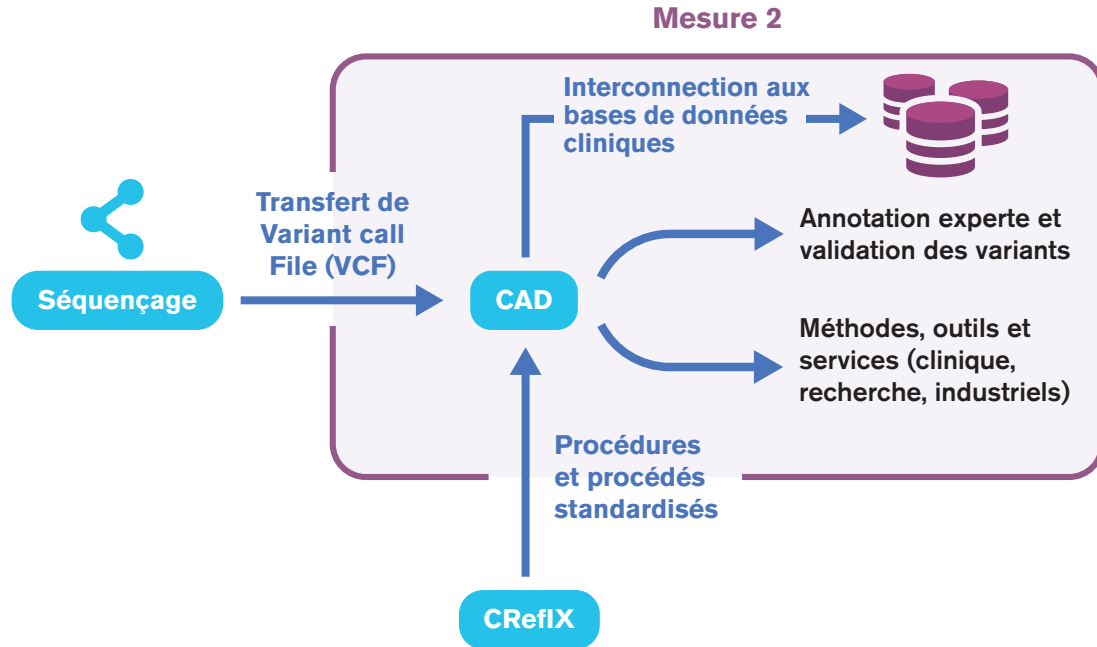 Mesure 2
Interconnection aux
bases de données
cliniques
Transfert de
Variant call
File (VCF)
Annotation experte et
validation des variants
Séquençage
CAD
Méthodes, outils et
services (clinique,
recherche, industriels)
Procédures
et procédés
standardisés
CRefIX